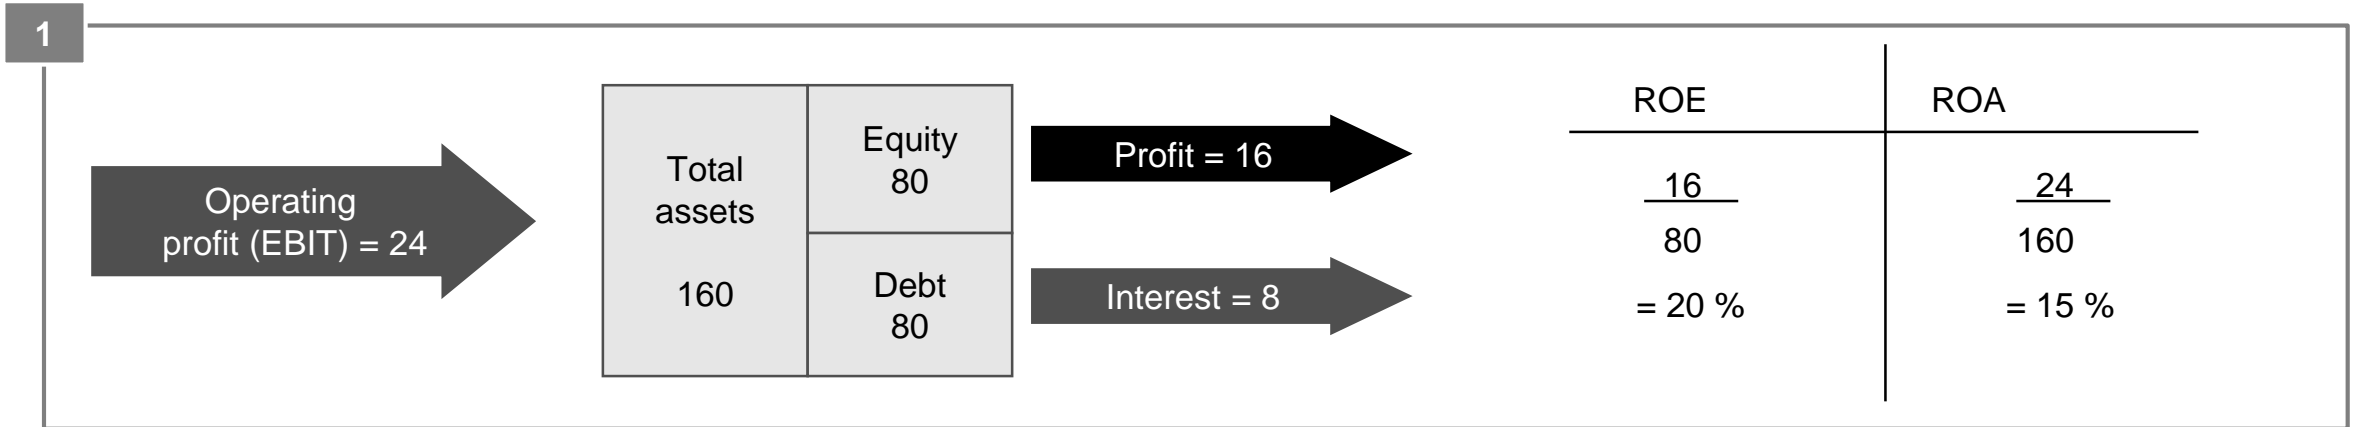 1
Operating
profit (EBIT) = 24
Total
assets
160
Equity
80
Debt
80
Profit = 16
Interest = 8
ROE
ROA
16
80
= 20 %
24
160
= 15 %